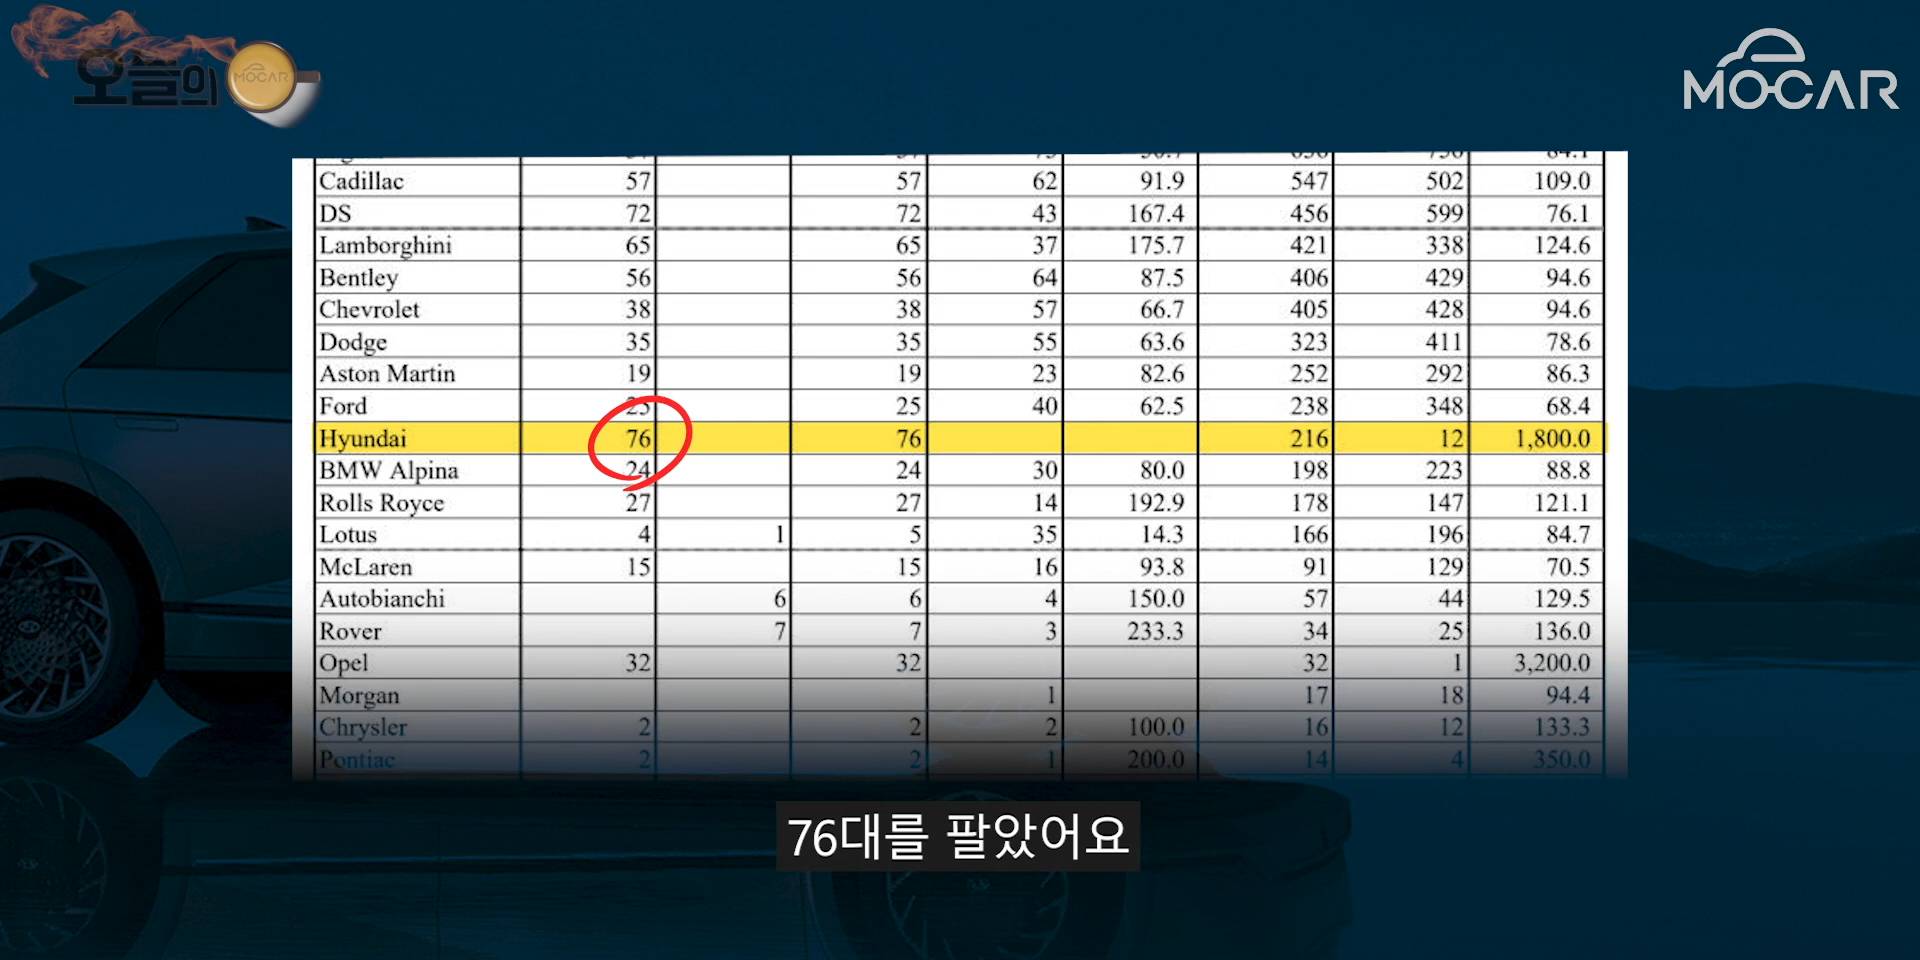 오늘의
MOCAR
MOCAR
Cadillac 57 57 62 91.9 547 502 109.0
DS 72 72 43 167.4 456 599 76.1
Lamborghini 65 65 37 175.7 421 338 124.6
Bentley 56 56 64 87.5 406 429 94.6
Chevrolet 38 38 57 66.7 405 428 94.6
Dodge 35 35 55 63.6 323 411 78.6
Aston Martin 19 19 23 82.6 252 292 86.3
Ford 25 25 40 62.5 238 348 68.4
Hyundai 76 76 216 12 1,800.0
BMW Alpina 24 24 30 80.0 198 223 88.8
Rolls Royce 27 27 14 192.9 178 147 121.1
Lotus 4 1 5 35 14.3 166 196 84.7
McLaren 15 15 16 93.8 91 129 70.5
Autobianchi 6 6 4 150.0 57 44 129.5
Rover 7 7 3 233.3 34 25 136.0
Opel 32 32 32 1 3,200.0
Morgan 1 17 18 94.4
Chrysler 2 2 2 100.0 16 12 133.3
Pontiac 2 2 1 200.0 14 4 350.0
76대를 팔았어요